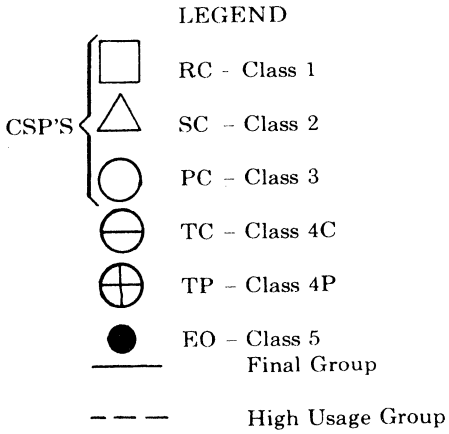 LEGEND
RC - Class 1
CSP'S
SC - Class 2
PC - Class 3
TC - Class 4C
TP - Class 4P
EO - Class 5
Final Group
High Usage Group